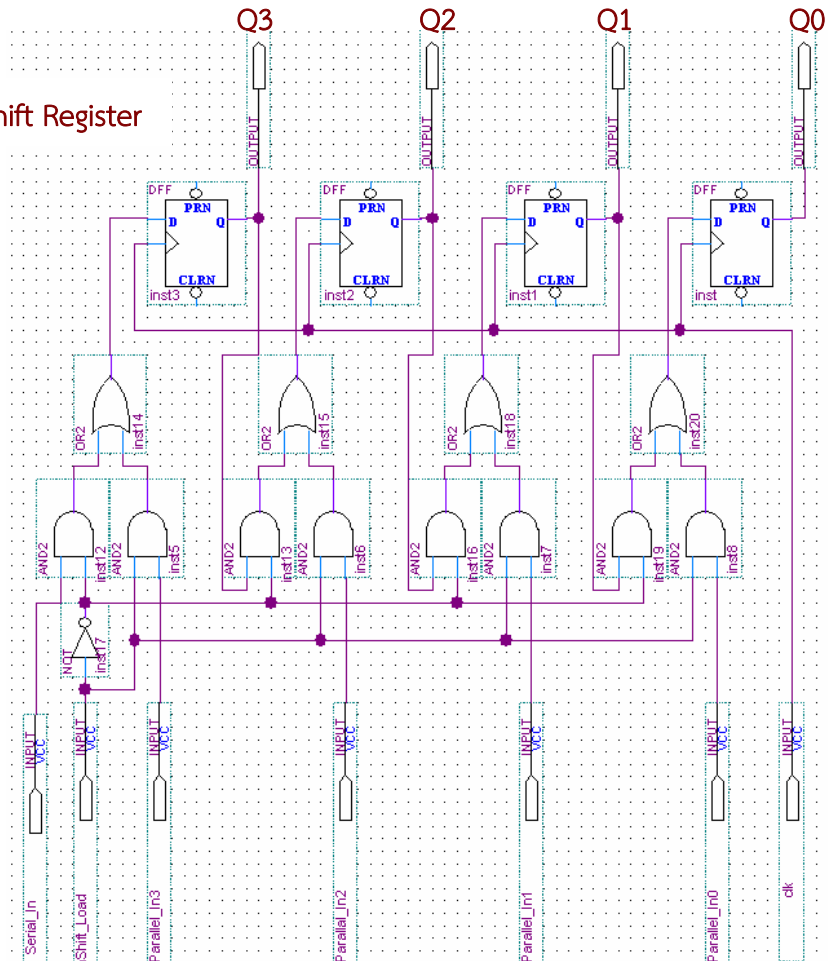 Q3 Q2 Q1 Q0
hift Register
OUTPUT OUTPUT OUTPUT OUTPUT
DFF DFF DFF DFF
PRN PRN PRN PRN
D Q D Q D Q D Q
CLRN CLRN CLRN CLRN
inst3 inst2 inst1 inst
OR2 inst14 OR2 inst15 OR2 inst18 OR2 inst20
AND2 inst12 AND2 inst5 AND2 inst13 AND2 inst6 AND2 inst16 AND2 inst7 AND2 inst19 AND2 inst8
NOT inst17
INPUT VCC INPUT VCC INPUT VCC INPUT VCC INPUT VCC INPUT VCC INPUT VCC
Serial_In Shift_Load Parallel_In3 Parallel_In2 Parallel_In1 Parallel_In0 clk